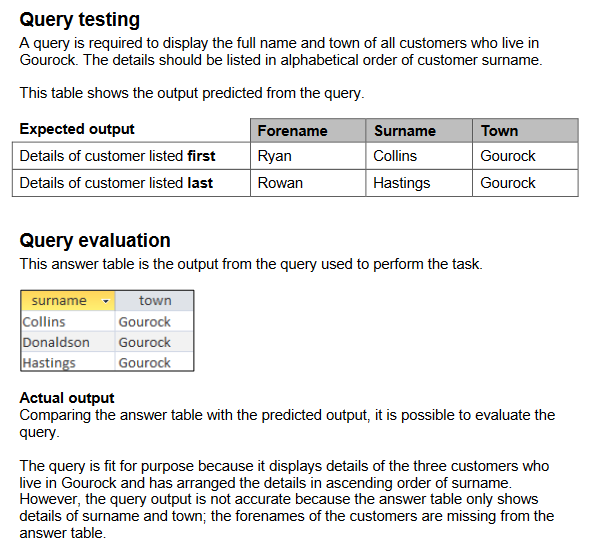 Query testing
A query is required to display the full name and town of all customers who live in
Gourock. The details should be listed in alphabetical order of customer surname.
This table shows the output predicted from the query.
Expected output Forename Surname Town
Details of customer listed first Ryan Collins Gourock
Details of customer listed last Rowan Hastings Gourock
Query evaluation
This answer table is the output from the query used to perform the task.
surname town
Collins Gourock
Donaldson Gourock
Hastings Gourock
Actual output
Comparing the answer table with the predicted output, it is possible to evaluate the
query.
The query is fit for purpose because it displays details of the three customers who
live in Gourock and has arranged the details in ascending order of surname.
However, the query output is not accurate because the answer table only shows
details of surname and town; the forenames of the customers are missing from the
answer table.